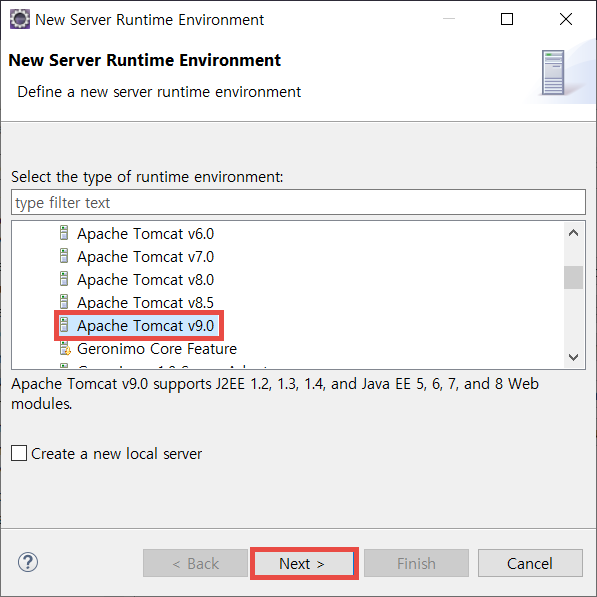 New Server Runtime Environment
New Server Runtime Environment
Define a new server runtime environment
Select the type of runtime environment:
type filter text
Apache Tomcat v6.0
Apache Tomcat v7.0
Apache Tomcat v8.0
Apache Tomcat v8.5
Apache Tomcat v9.0
Geronimo Core Feature
Apache Tomcat v9.0 supports J2EE 1.2, 1.3, 1.4, and Java EE 5, 6, 7, and 8 Web
modules.
Create a new local server
? < Back Next > Finish Cancel